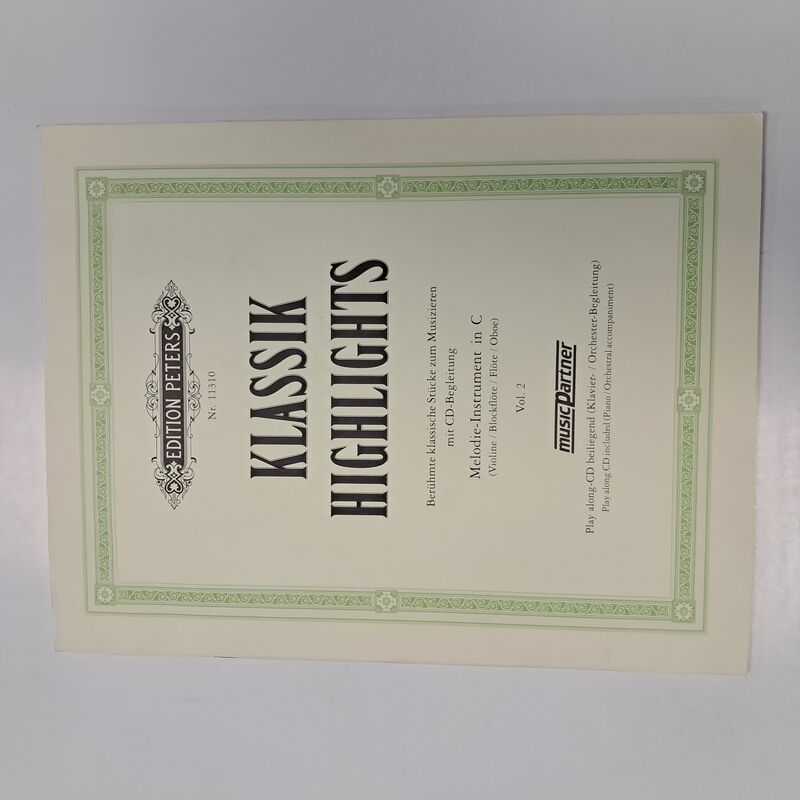 EDITION PETERS
Nr. 11310
KLASSIK
HIGHLIGHTS
Berühmte klassische Stücke zum Musizieren
mit CD-Begleitung
Melodie-Instrument in C
(Violine / Blockflöte / Flöte / Oboe)
Vol. 2
musicPartner
Play along-CD beiliegend (Klavier- / Orchester-Begleitung)
Play along CD included (Piano / Orchestral accompaniment)